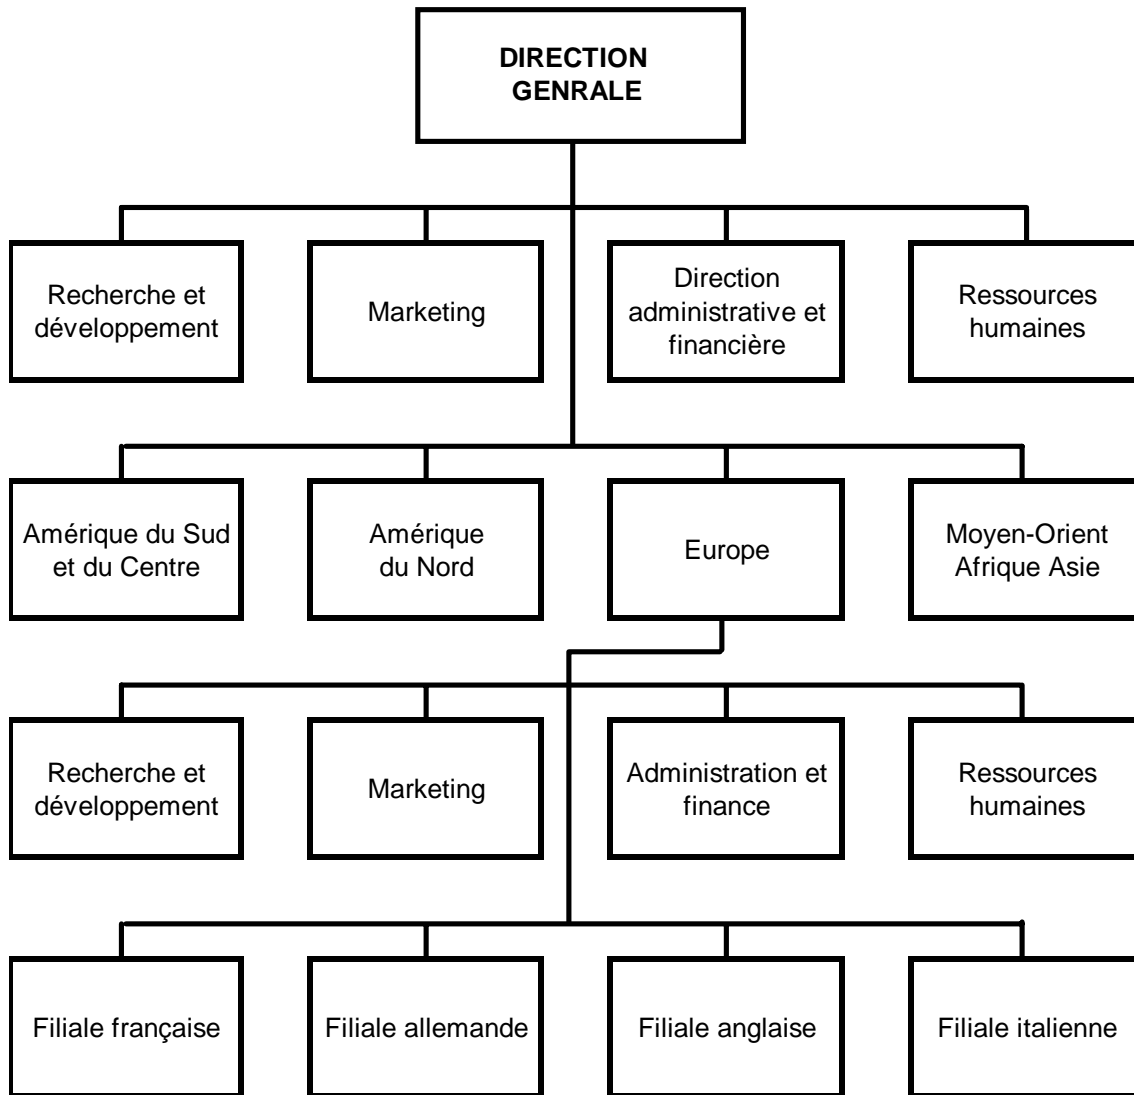 DIRECTION
GENRALE
Recherche et
développement
Marketing
Direction
administrative et
financière
Ressources
humaines
Amérique du Sud
et du Centre
Amérique
du Nord
Europe
Moyen-Orient
Afrique Asie
Recherche et
développement
Marketing
Administration et
finance
Ressources
humaines
Filiale française
Filiale allemande
Filiale anglaise
Filiale italienne